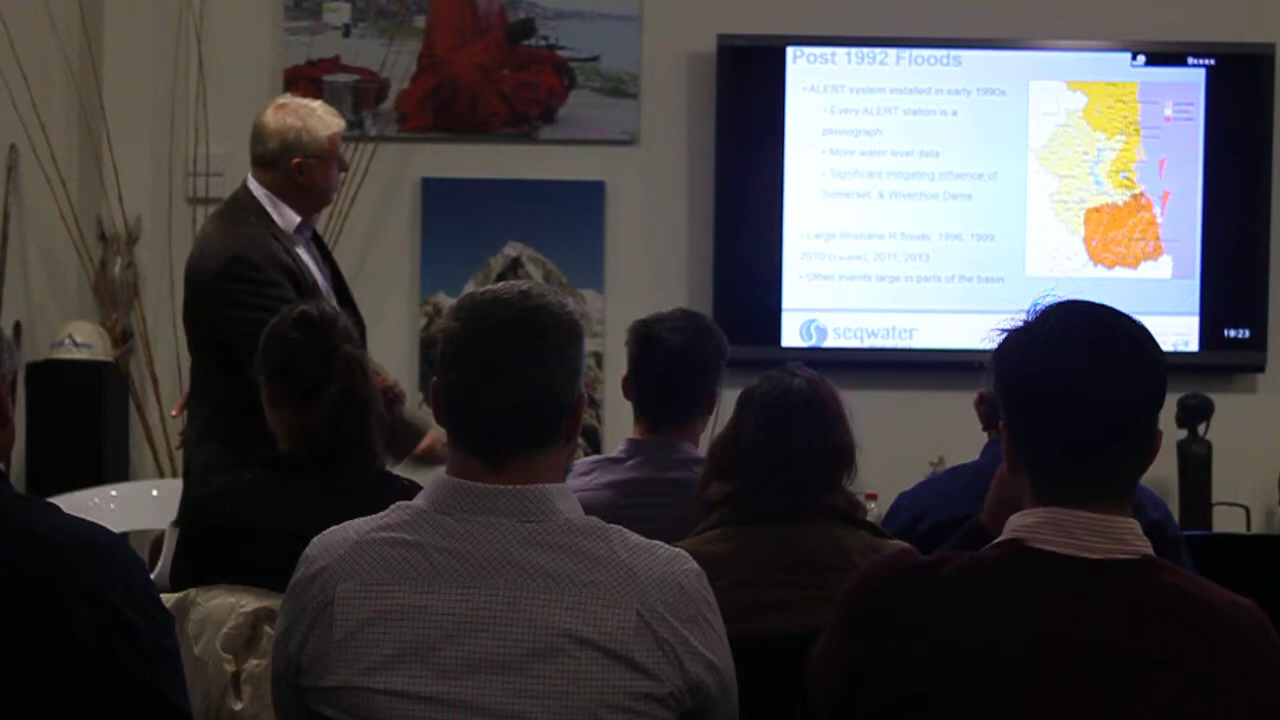 Post 1992 Floods
• ALERT system installed in early 1990s.
• Every ALERT station is a
pluviograph
• More water level data
• Significant mitigating influence of
Somerset & Wivenhoe Dams
• Large Brisbane R floods: 1996, 1999,
2010 2011, 2013
• Other events large in parts of the basin
seqwater
19:23